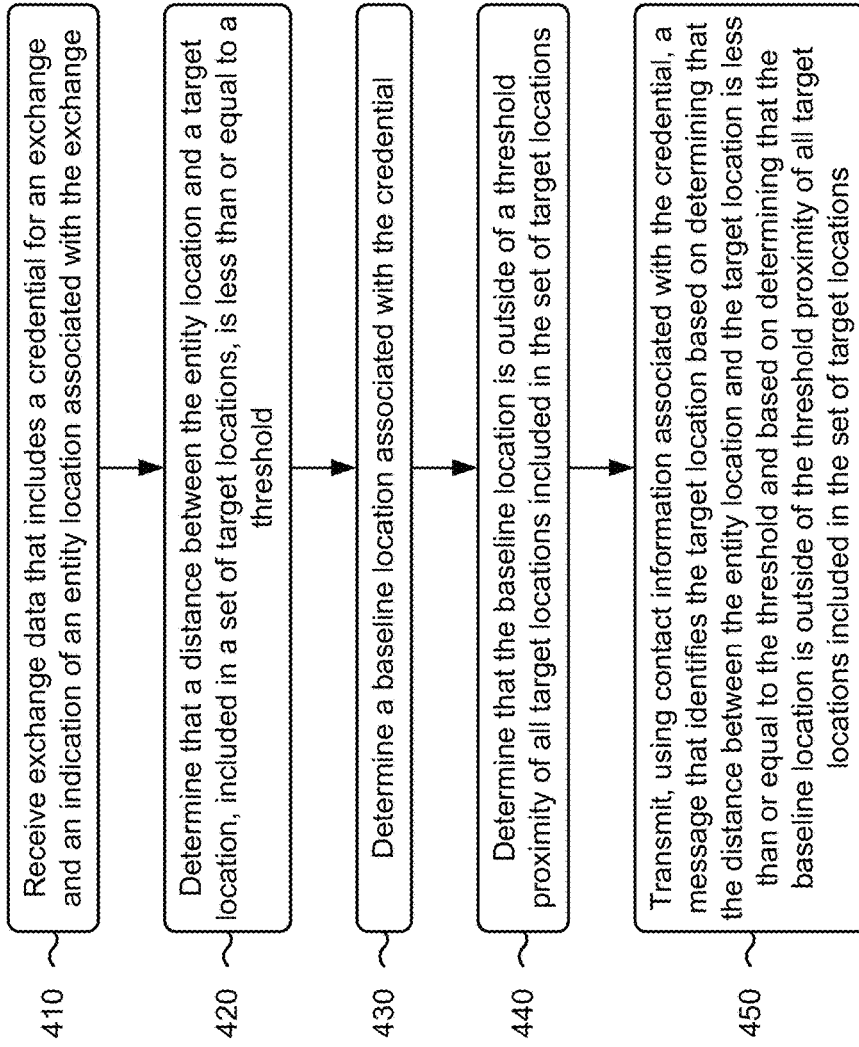 410
Receive exchange data that includes a credential for an exchange
and an indication of an entity location associated with the exchange
420
Determine that a distance between the entity location and a target
location, included in a set of target locations, is less than or equal to a
threshold
430
Determine a baseline location associated with the credential
440
Determine that the baseline location is outside of a threshold
proximity of all target locations included in the set of target locations
450
Transmit, using contact information associated with the credential, a
message that identifies the target location based on determining that
the distance between the entity location and the target location is less
than or equal to the threshold and based on determining that the
baseline location is outside of the threshold proximity of all target
locations included in the set of target locations